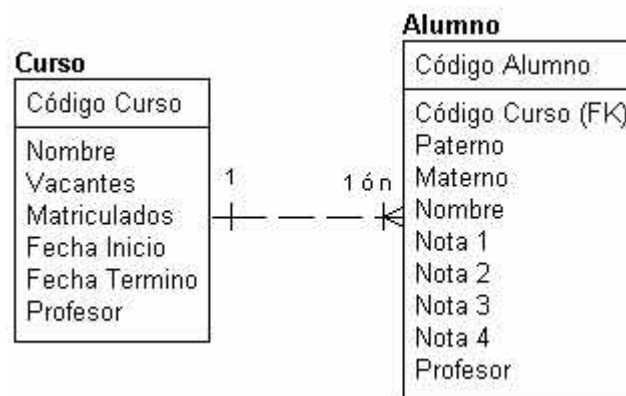 Curso
Código Curso
Nombre
Vacantes
Matriculados
Fecha Inicio
Fecha Termino
Profesor
1
1 ó n
Alumno
Código Alumno
Código Curso (FK)
Paterno
Materno
Nombre
Nota 1
Nota 2
Nota 3
Nota 4
Profesor